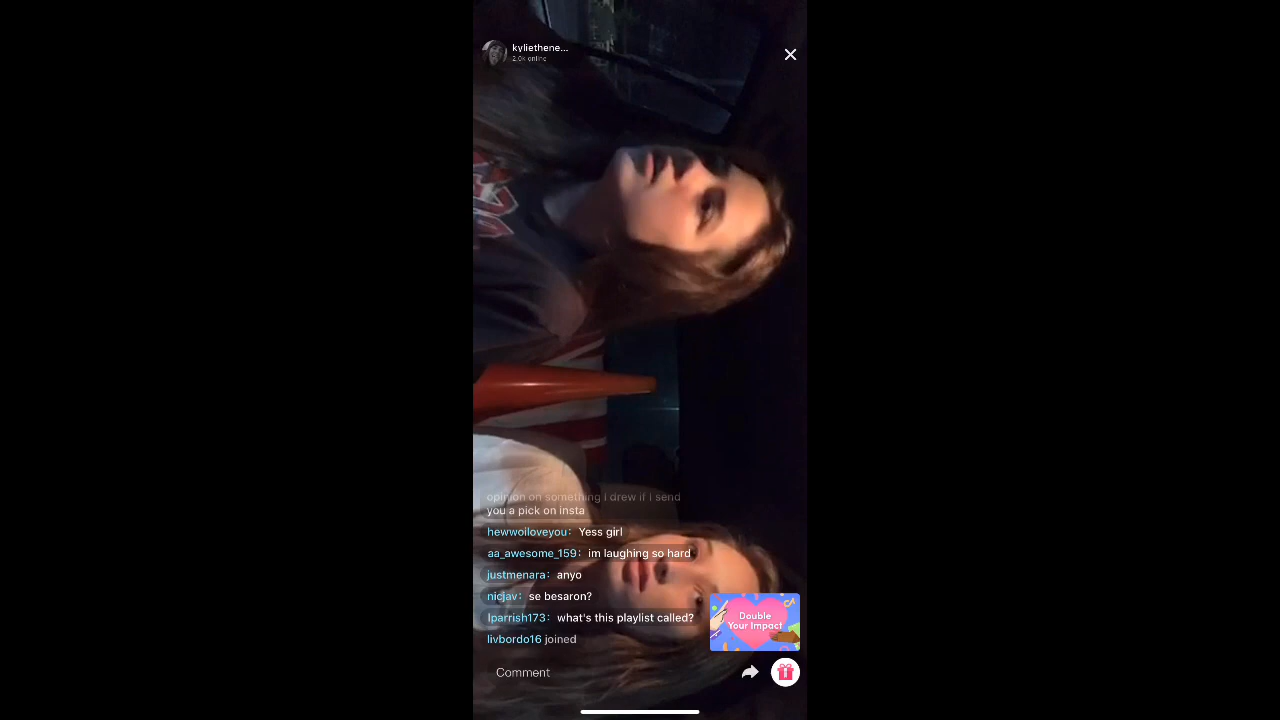 kyliethene...
2.0k online
opinion on something I drew if I send
you a pick on insta
hewwoiloveyou: Yess girl
aa_awesome_159: im laughing so hard
justmenara: anyo
nicjav: se besaron?
lparrish173: what's this playlist called?
livbordo16 joined
Double
Your Impact
Comment